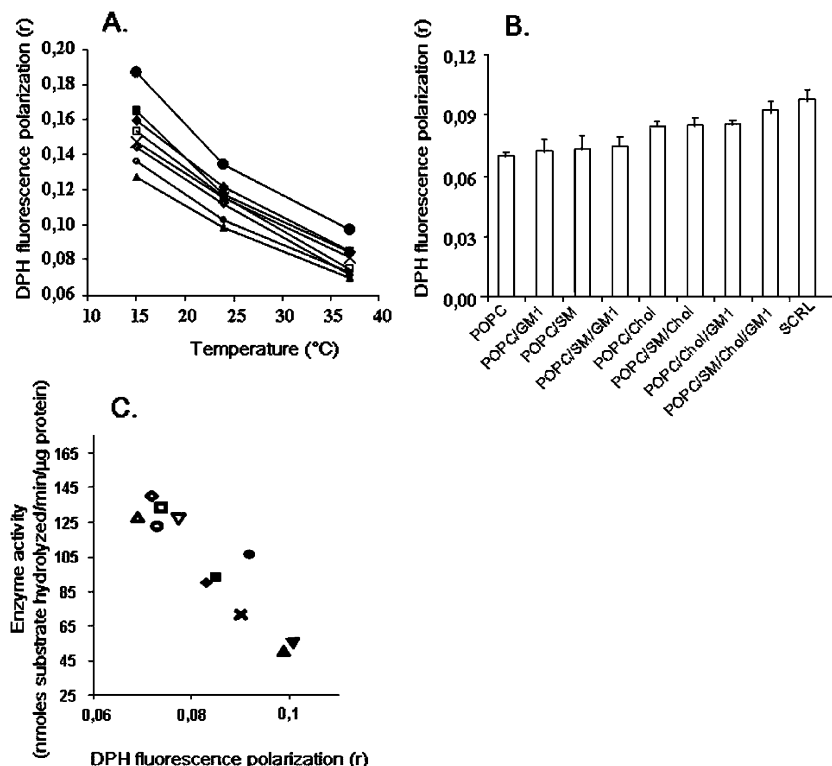 A.
DPH fluorescence polarization (r)
0,20
0,18
0,16
0,14
0,12
0,10
0,08
0,06
10 15 20 25 30 35 40
Temperature (°C)
B.
DPH fluorescence polarization (r)
0,12
0,09
0,06
0,03
0,00
POPC
POPC/GM1
POPC/SM
POPC/SM/GM1
POPC/Chol
POPC/SM/Chol
POPC/Chol/GM1
POPC/SM/Chol/GM1
SCRL
C.
Enzyme activity
(nmoles substrate hydrolyzed/min/µg protein)
165
145
125
105
85
65
45
25
0,06 0,08 0,1
DPH fluorescence polarization (r)